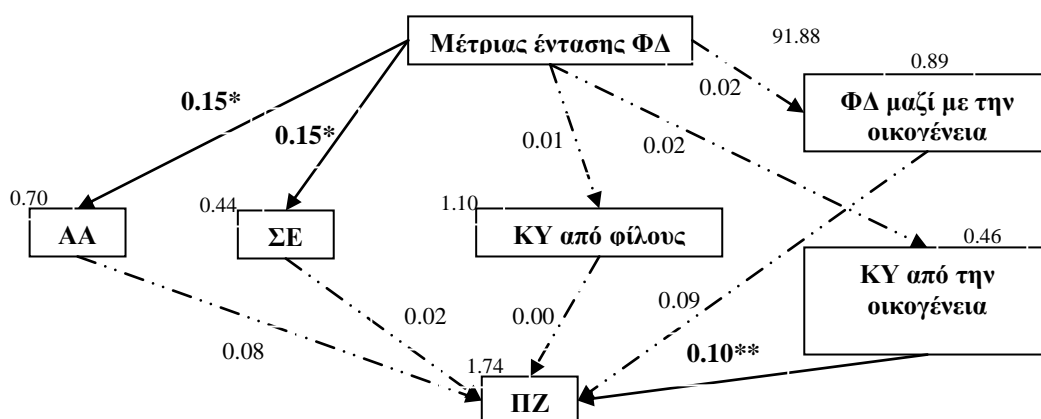 Μέτριας έντασης ΦΔ
91.88
0.89
0.02
ΦΔ μαζί με την
οικογένεια
0.15*
0.15*
0.01
0.02
0.70
0.44
1.10
ΑΑ
ΣΕ
ΚΥ από φίλους
0.46
ΚΥ από την
οικογένεια
0.08
0.02
0.00
0.09
0.10**
1.74
ΠΖ